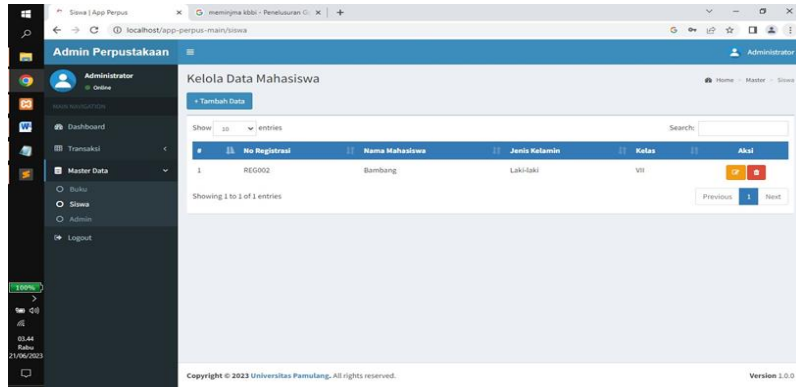 Siswa | App Perpus
meminjma kbbi - Penelusuran G
localhost/app-perpus-main/siswa
Admin Perpustakaan
Administrator
Administrator
Online
MAIN NAVIGATION
Dashboard
Transaksi
Master Data
Buku
Siswa
Admin
Logout
Kelola Data Mahasiswa
Home Master Siswa
+ Tambah Data
Show 10 entries
Search:
# No Registrasi Nama Mahasiswa Jenis Kelamin Kelas Aksi
1 REG002 Bambang Laki-laki VII
Showing 1 to 1 of 1 entries
Previous 1 Next
100%
03.44
Rabu
21/06/2023
Copyright © 2023 Universitas Pamulang. All rights reserved.
Version 1.0.0